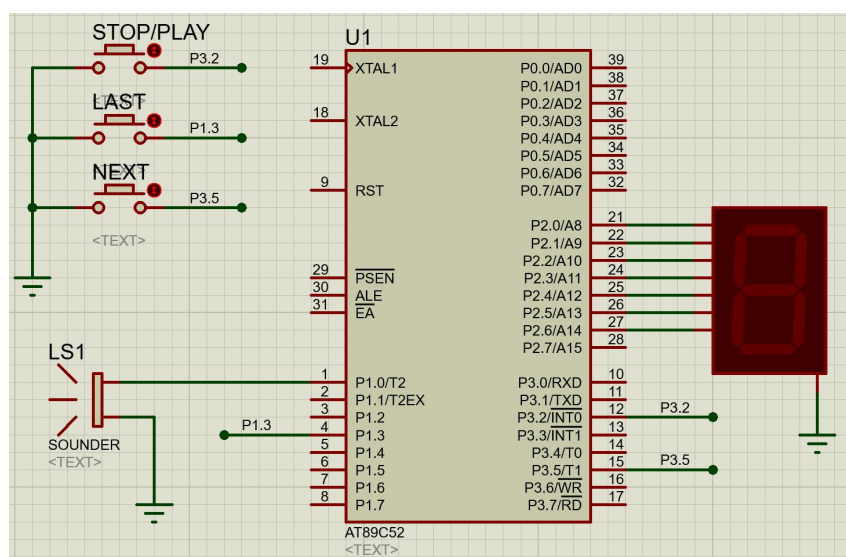 STOP/PLAY
P3.2
<TEXT>
LAST
P1.3
<TEXT>
NEXT
P3.5
<TEXT>
LS1
SOUNDER
<TEXT>
P1.3
U1
19 XTAL1
18 XTAL2
9 RST
29 PSEN
30 ALE
31 EA
1 P1.0/T2
2 P1.1/T2EX
3 P1.2
4 P1.3
5 P1.4
6 P1.5
7 P1.6
8 P1.7
P0.0/AD0 39
P0.1/AD1 38
P0.2/AD2 37
P0.3/AD3 36
P0.4/AD4 35
P0.5/AD5 34
P0.6/AD6 33
P0.7/AD7 32
P2.0/A8 21
P2.1/A9 22
P2.2/A10 23
P2.3/A11 24
P2.4/A12 25
P2.5/A13 26
P2.6/A14 27
P2.7/A15 28
P3.0/RXD 10
P3.1/TXD 11
P3.2/INT0 12 P3.2
P3.3/INT1 13
P3.4/T0 14
P3.5/T1 15 P3.5
P3.6/WR 16
P3.7/RD 17
AT89C52
<TEXT>